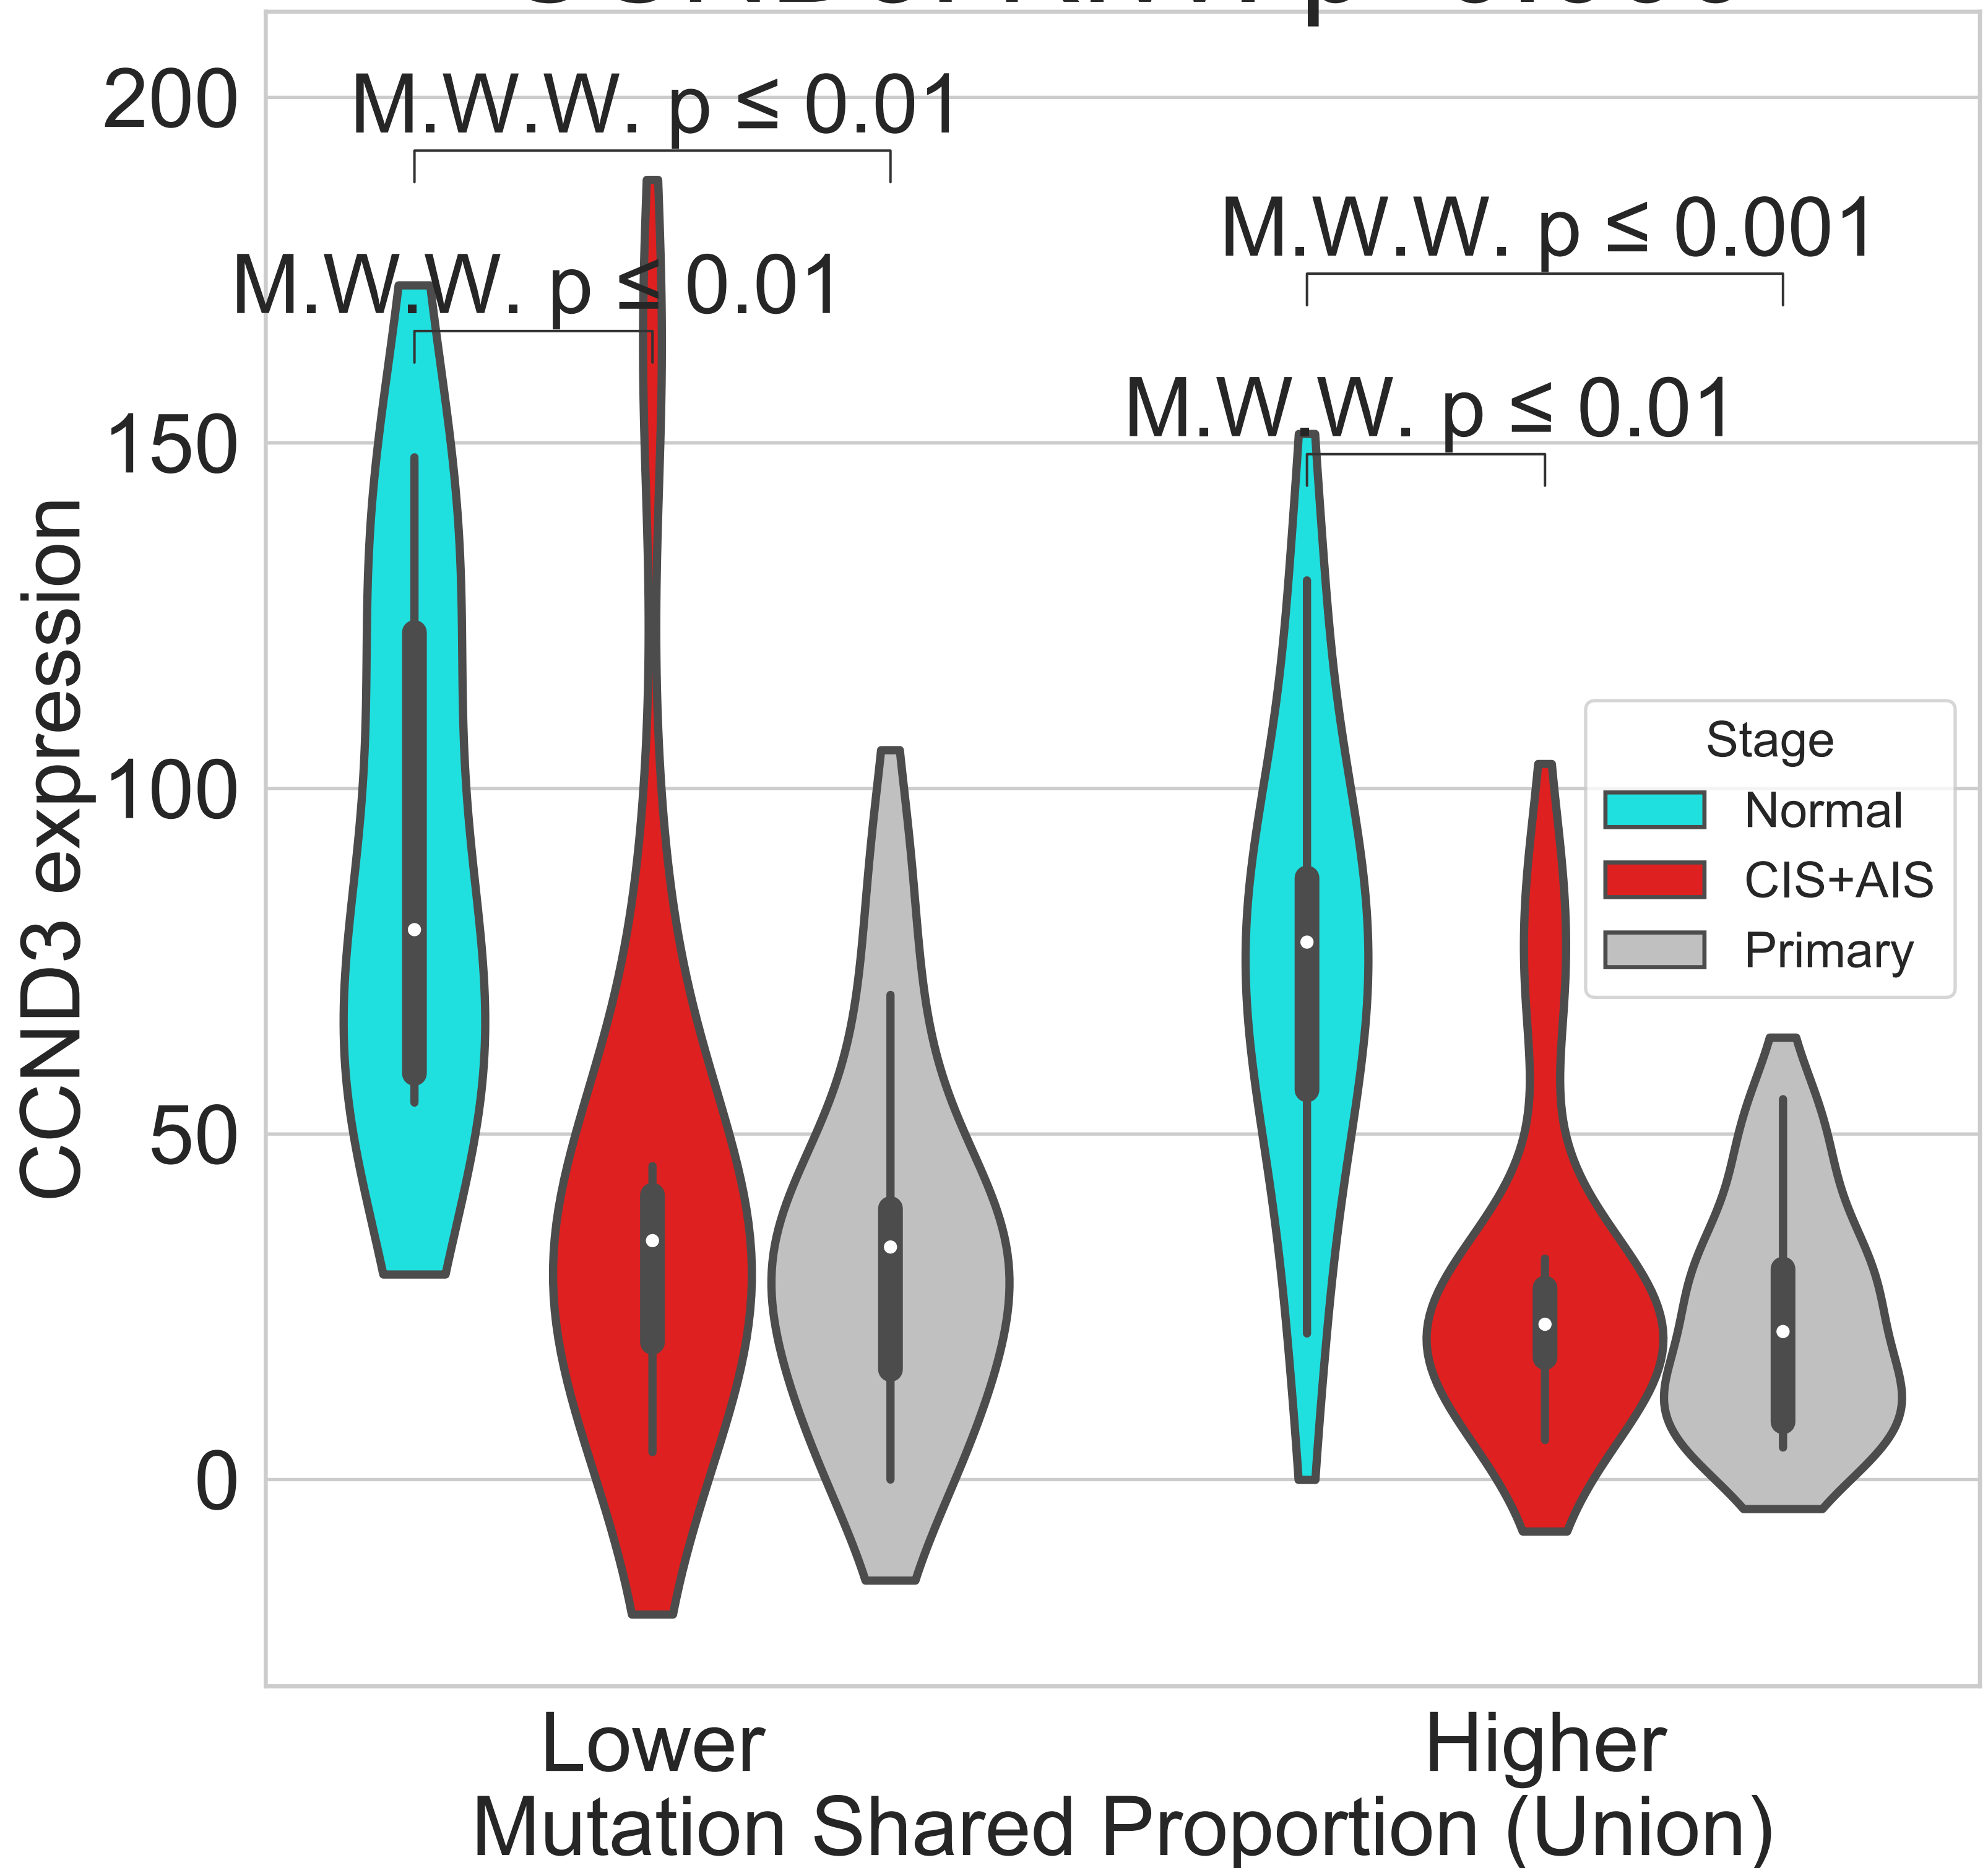 200
M.W.W. p ≤ 0.01
M.W.W. p ≤ 0.001
M.W.W. p ≤ 0.01
M.W.W. p ≤ 0.01
150
100
50
0
CCND3 expression
Stage
Normal
CIS+AIS
Primary
Lower
Higher
Mutation Shared Proportion (Union)